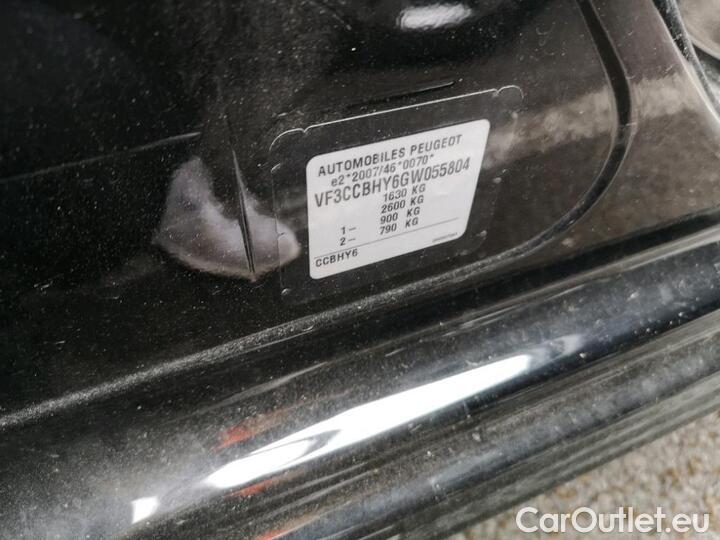 AUTOMOBILES PEUGEOT
e2*2007/46*0070*
VF3CCBHY6GW055804
1630 KG
2600 KG
1- 900 KG
2- 790 KG
CCBHY6
CarOutlet.eu